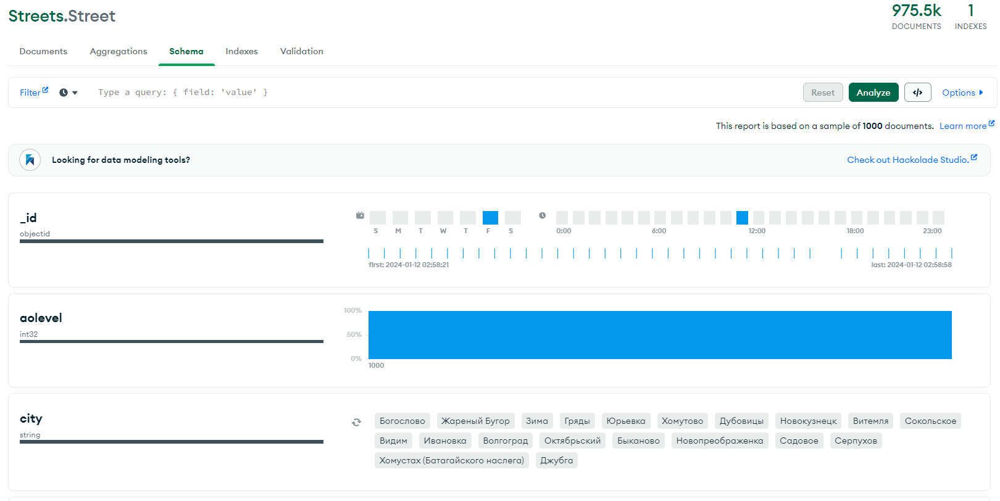 Streets.Street
975.5k 1
DOCUMENTS INDEXES
Documents Aggregations Schema Indexes Validation
Filter Type a query: { field: 'value' } Reset Analyze </> Options
This report is based on a sample of 1000 documents. Learn more
Looking for data modeling tools? Check out Hackolade Studio.
_id
objectid
S M T W T F S 0:00 6:00 12:00 18:00 23:00
first: 2024-01-12 02:58:21 last: 2024-01-12 02:58:58
aolevel
int32
100%
50%
0%
1000
city
string
Богослово Жареный Бугор Зима Гряды Юрьевка Хомутово Дубовицы Новокузнецк Витемля Сокольское
Видим Ивановка Волгоград Октябрьский Быканово Новопреображенка Садовое Серпухов
Хомустах (Батагайского наслега) Джубга